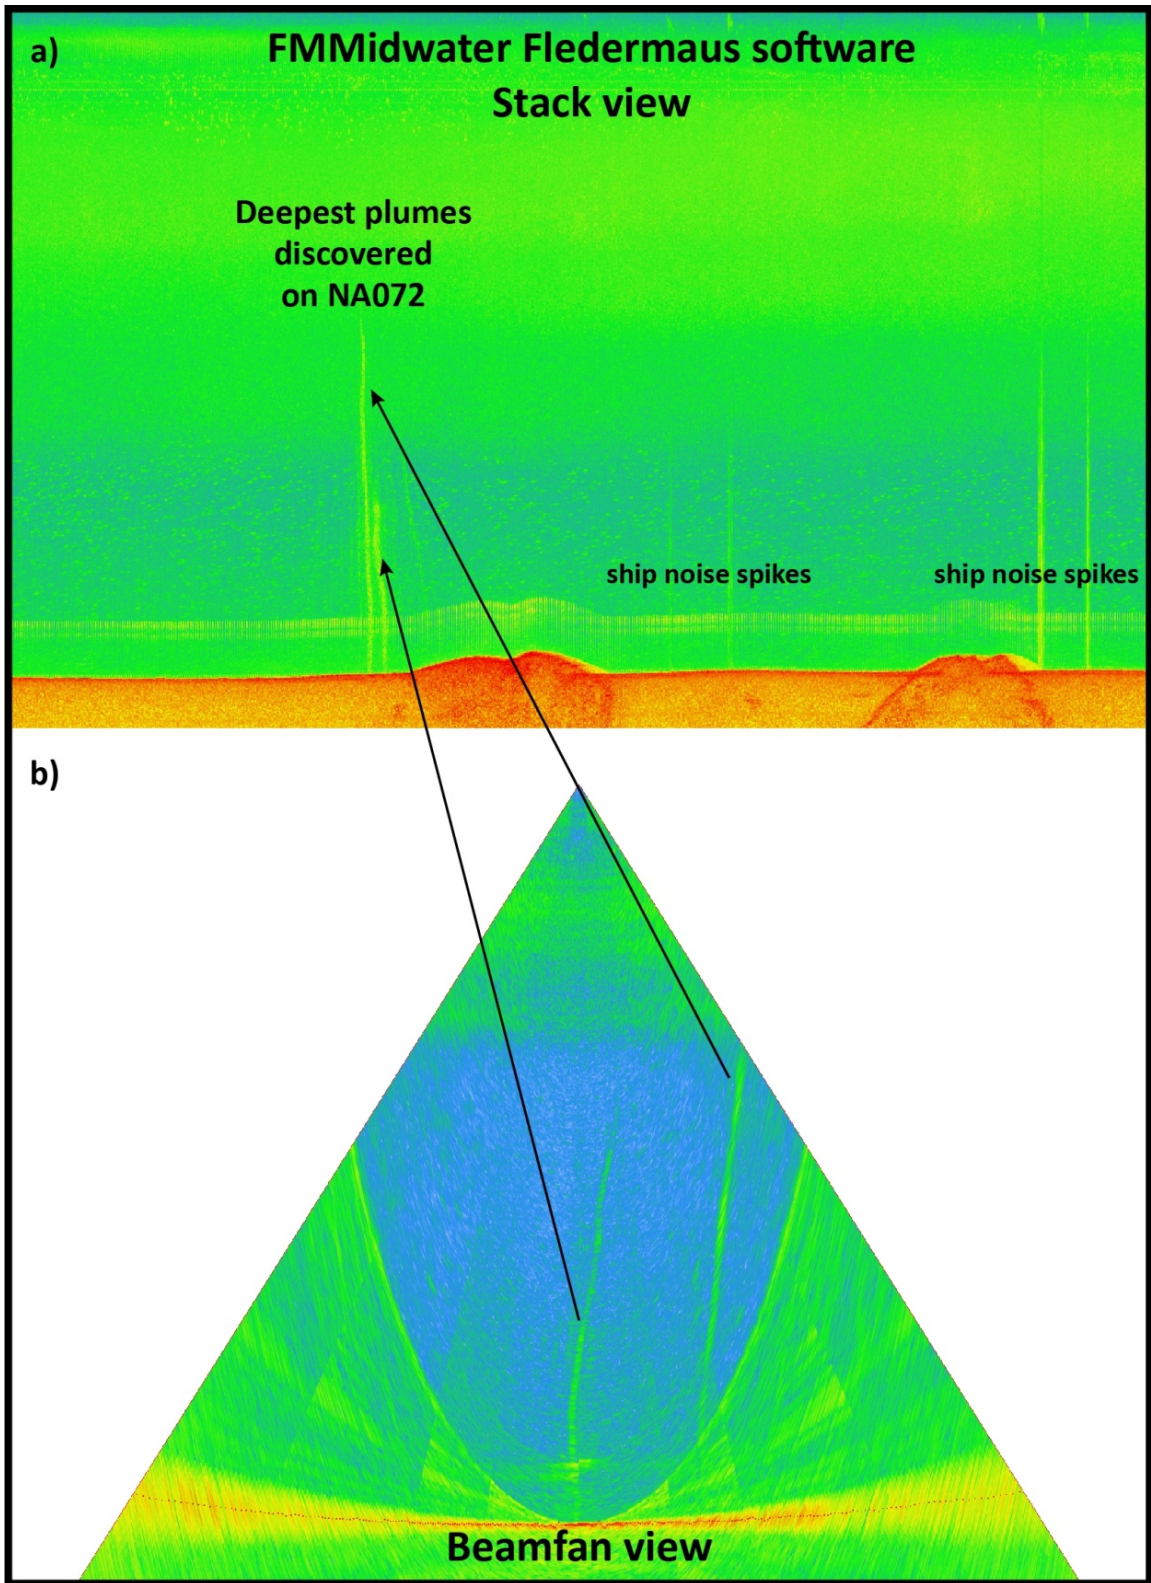 a)
FMMidwater Fledermaus software
Stack view
Deepest plumes
discovered
on NA072
ship noise spikes
ship noise spikes
b)
Beamfan view